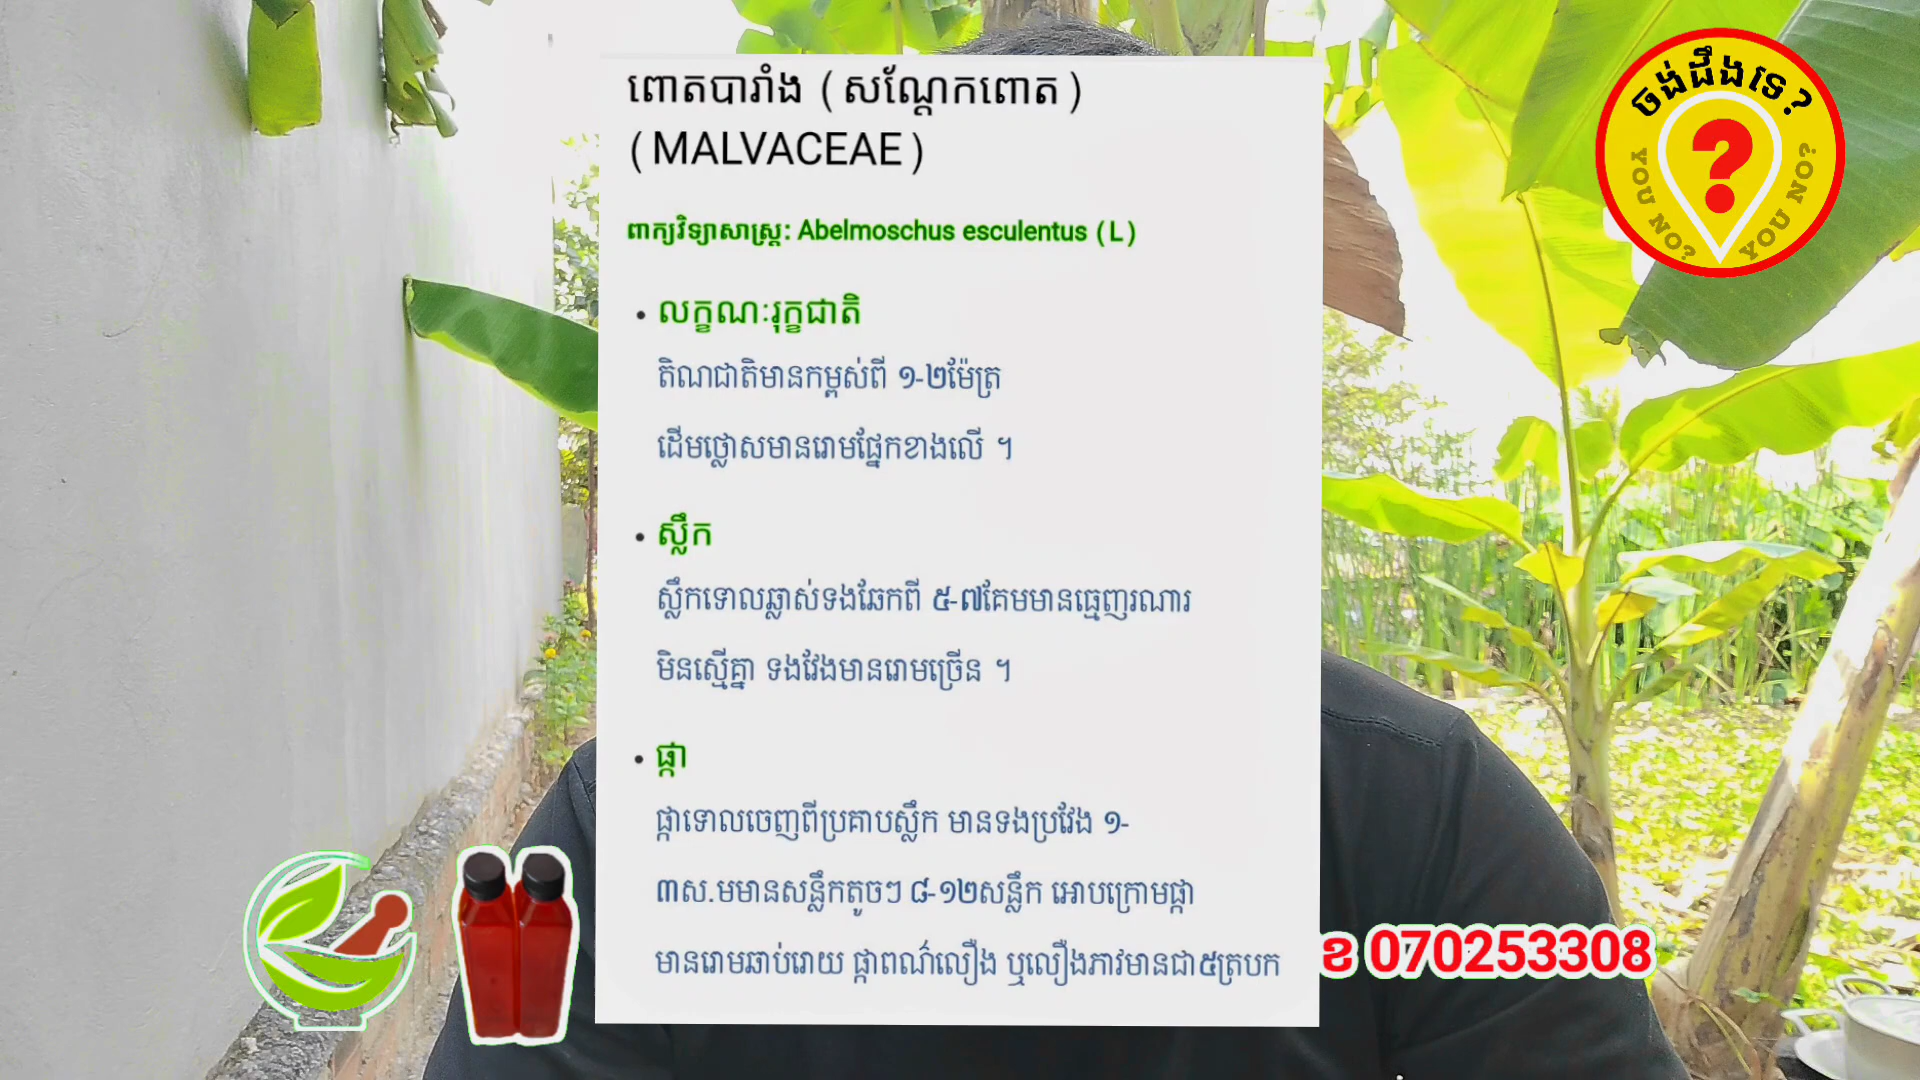 ពោតបារាំង (សណ្ដែកពោត)
(MALVACEAE)
ពាក្យវិទ្យាសាស្ត្រ: Abelmoschus esculentus (L)
• លក្ខណៈរុក្ខជាតិ
តិណជាតិមានកម្ពស់ពី ១-២ម៉ែត្រ
ដើមថ្លោសមានរោមផ្នែកខាងលើ ។
• ស្លឹក
ស្លឹកទោលឆ្លាស់ទងឆែកពី ៥-៧គែមមានធ្មេញរណារ
មិនស្មើគ្នា ទងវែងមានរោមច្រើន ។
• ផ្កា
ផ្កាទោលចេញពីប្រគាបស្លឹក មានទងប្រវែង ១-
៣ស.មមានសន្លឹកតូចៗ ៨-១២សន្លឹក អោបក្រោមផ្កា
មានរោមឆាប់រោយ ផ្កាពណ៌លឿង ឬលឿងភាវមានជា៥ត្របក
ចង់ដឹងទេ?
?
YOU NO?
YOU NO?
ខ 070253308